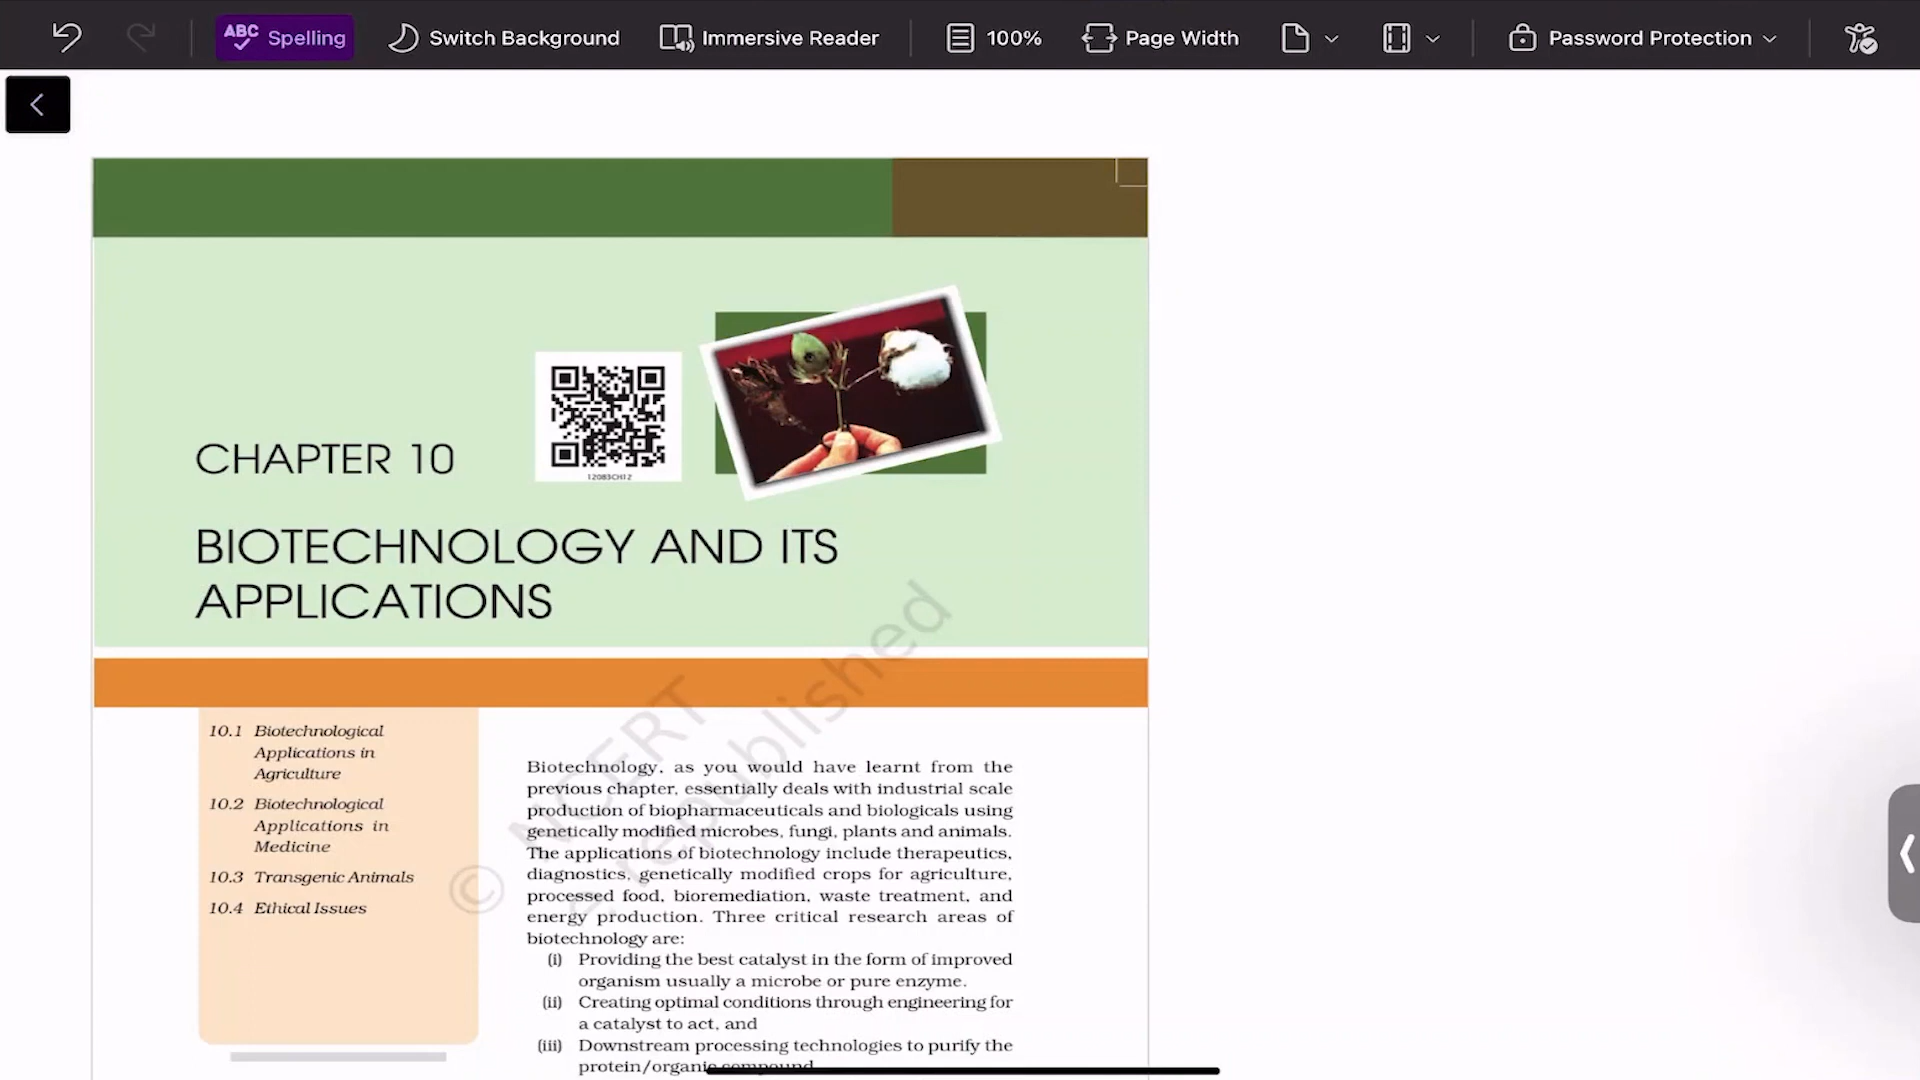 ABC Spelling Switch Background Immersive Reader 100% Page Width Password Protection
CHAPTER 10
12083CH12
BIOTECHNOLOGY AND ITS
APPLICATIONS
10.1 Biotechnological
Applications in
Agriculture
10.2 Biotechnological
Applications in
Medicine
10.3 Transgenic Animals
10.4 Ethical Issues
Biotechnology, as you would have learnt from the
previous chapter, essentially deals with industrial scale
production of biopharmaceuticals and biologicals using
genetically modified microbes, fungi, plants and animals.
The applications of biotechnology include therapeutics,
diagnostics, genetically modified crops for agriculture,
processed food, bioremediation, waste treatment, and
energy production. Three critical research areas of
biotechnology are:
(i) Providing the best catalyst in the form of improved
organism usually a microbe or pure enzyme.
(ii) Creating optimal conditions through engineering for
a catalyst to act, and
(iii) Downstream processing technologies to purify the
protein/organic compound
© NCERT
republished